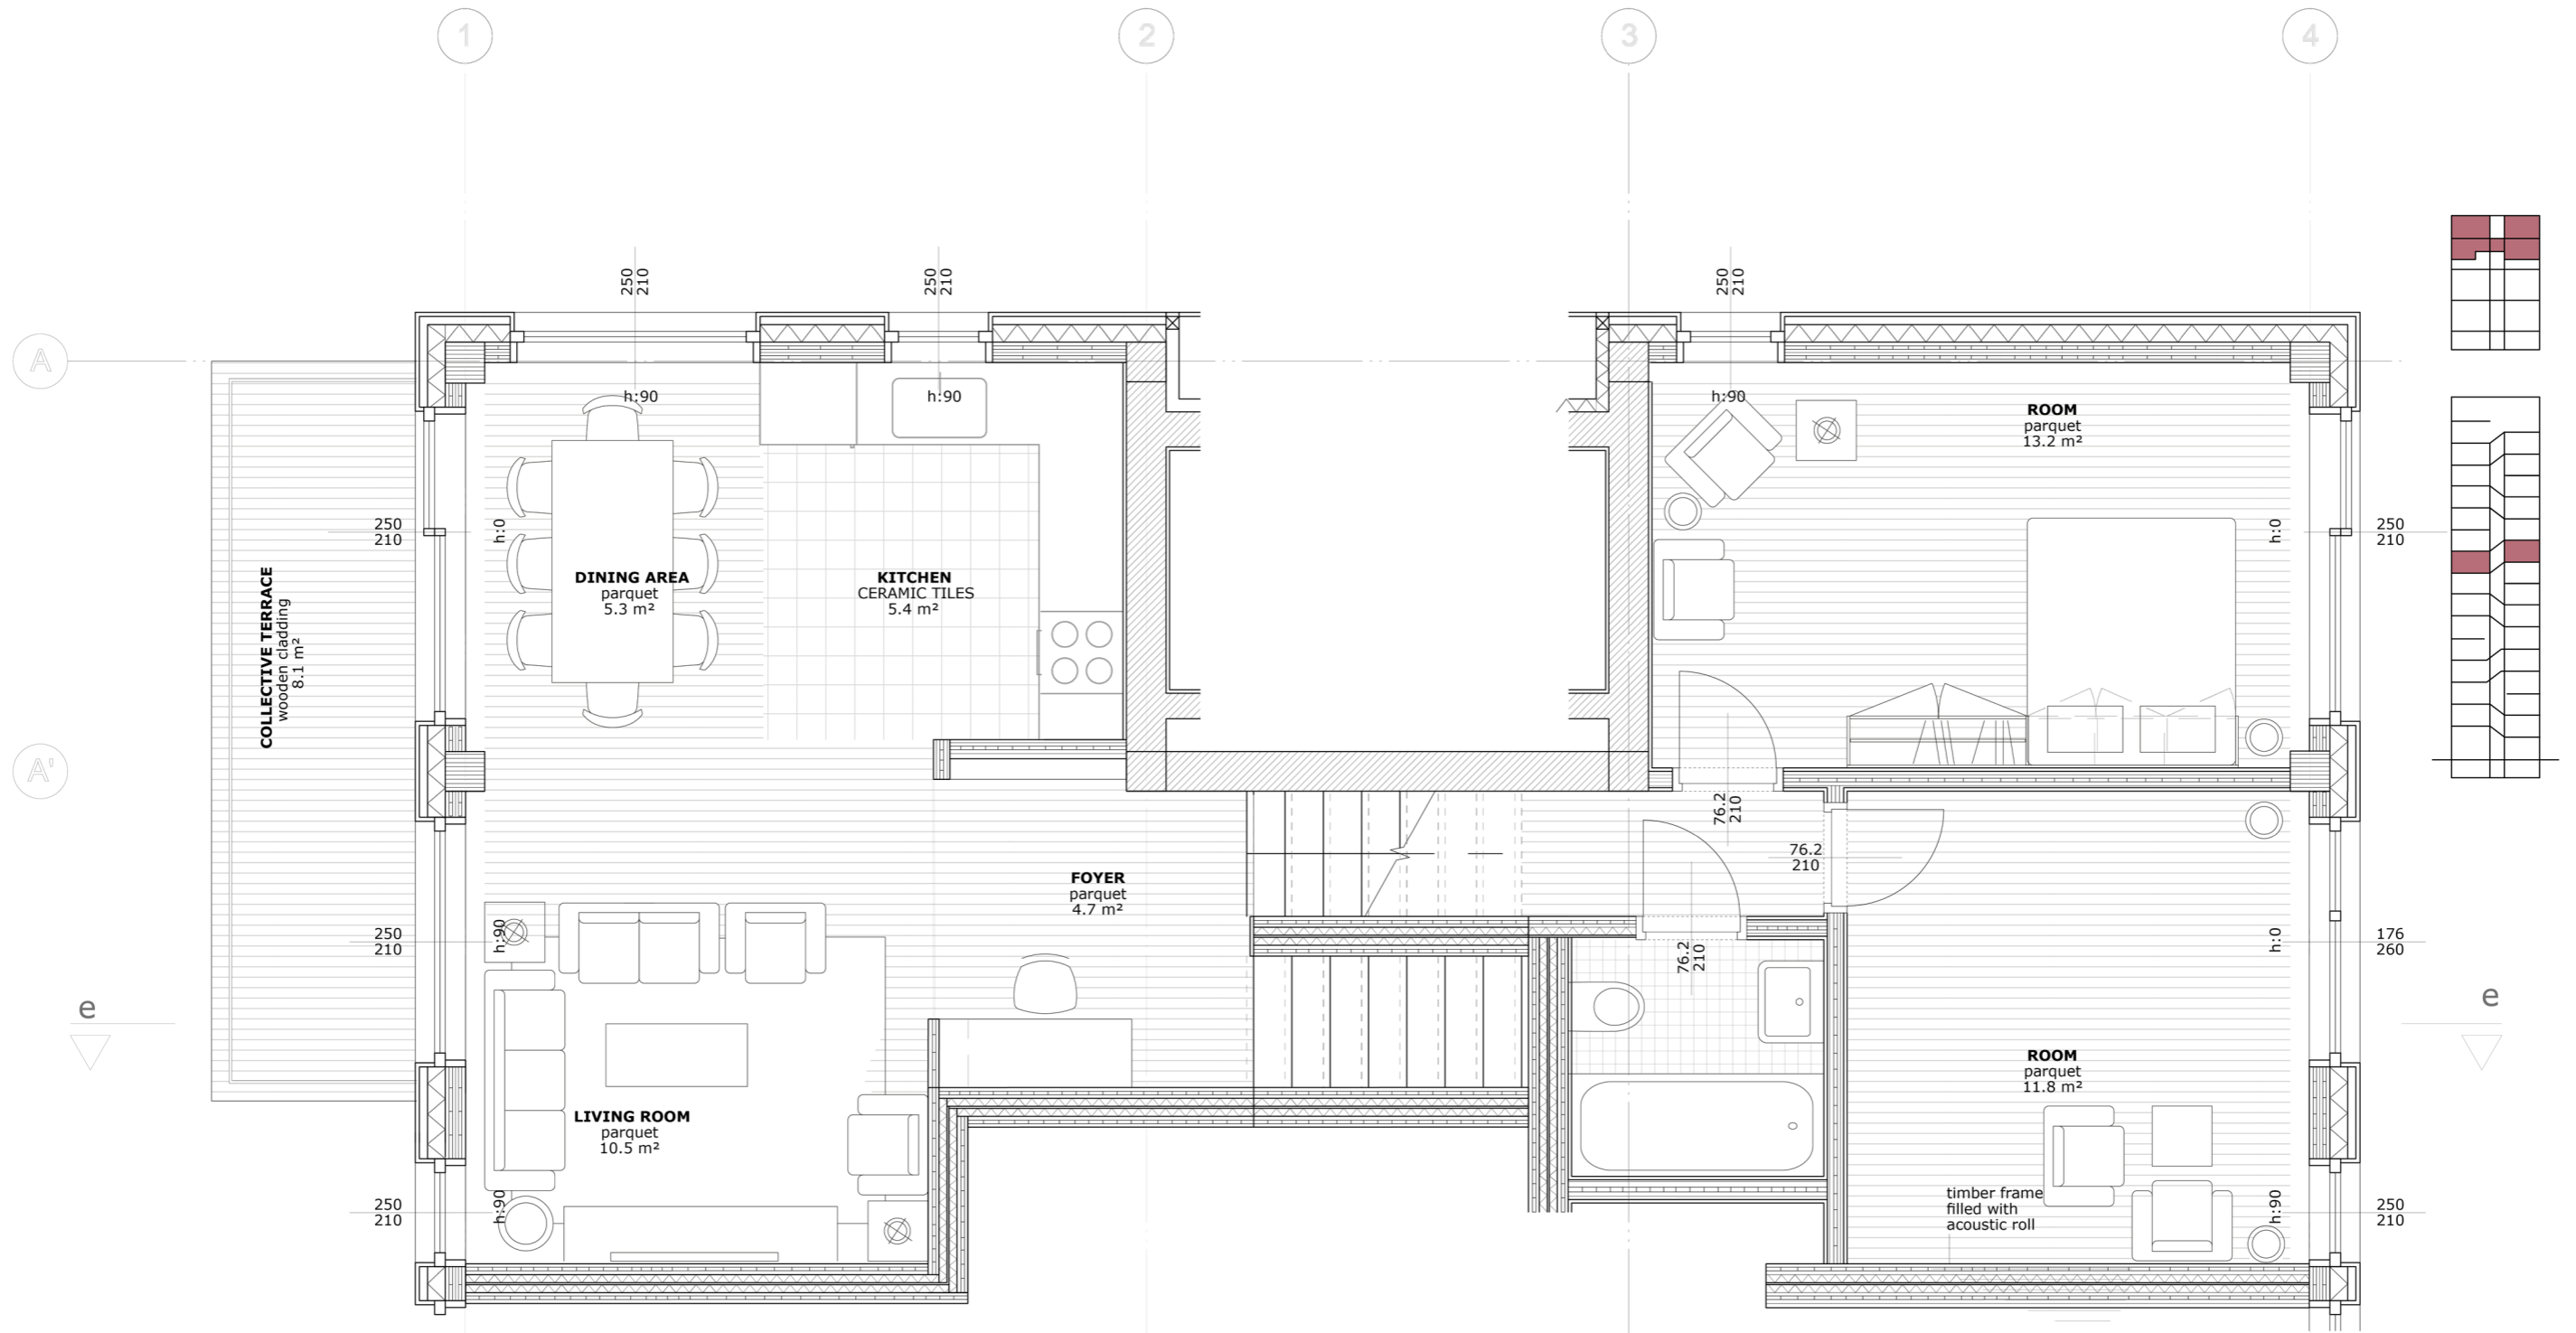 1
2
3
4
A
250
210
250
210
250
210
h:90
h:90
h:90
ROOM
parquet
13.2 m²
250
210
h:0
h:0
250
210
DINING AREA
parquet
5.3 m²
KITCHEN
CERAMIC TILES
5.4 m²
COLLECTIVE TERRACE
wooden cladding
8.1 m²
A'
76.2
210
76.2
210
FOYER
parquet
4.7 m²
250
210
h:90
76.2
210
h:0
176
260
e
e
ROOM
parquet
11.8 m²
LIVING ROOM
parquet
10.5 m²
250
210
h:90
timber frame
filled with
acoustic roll
h:90
250
210